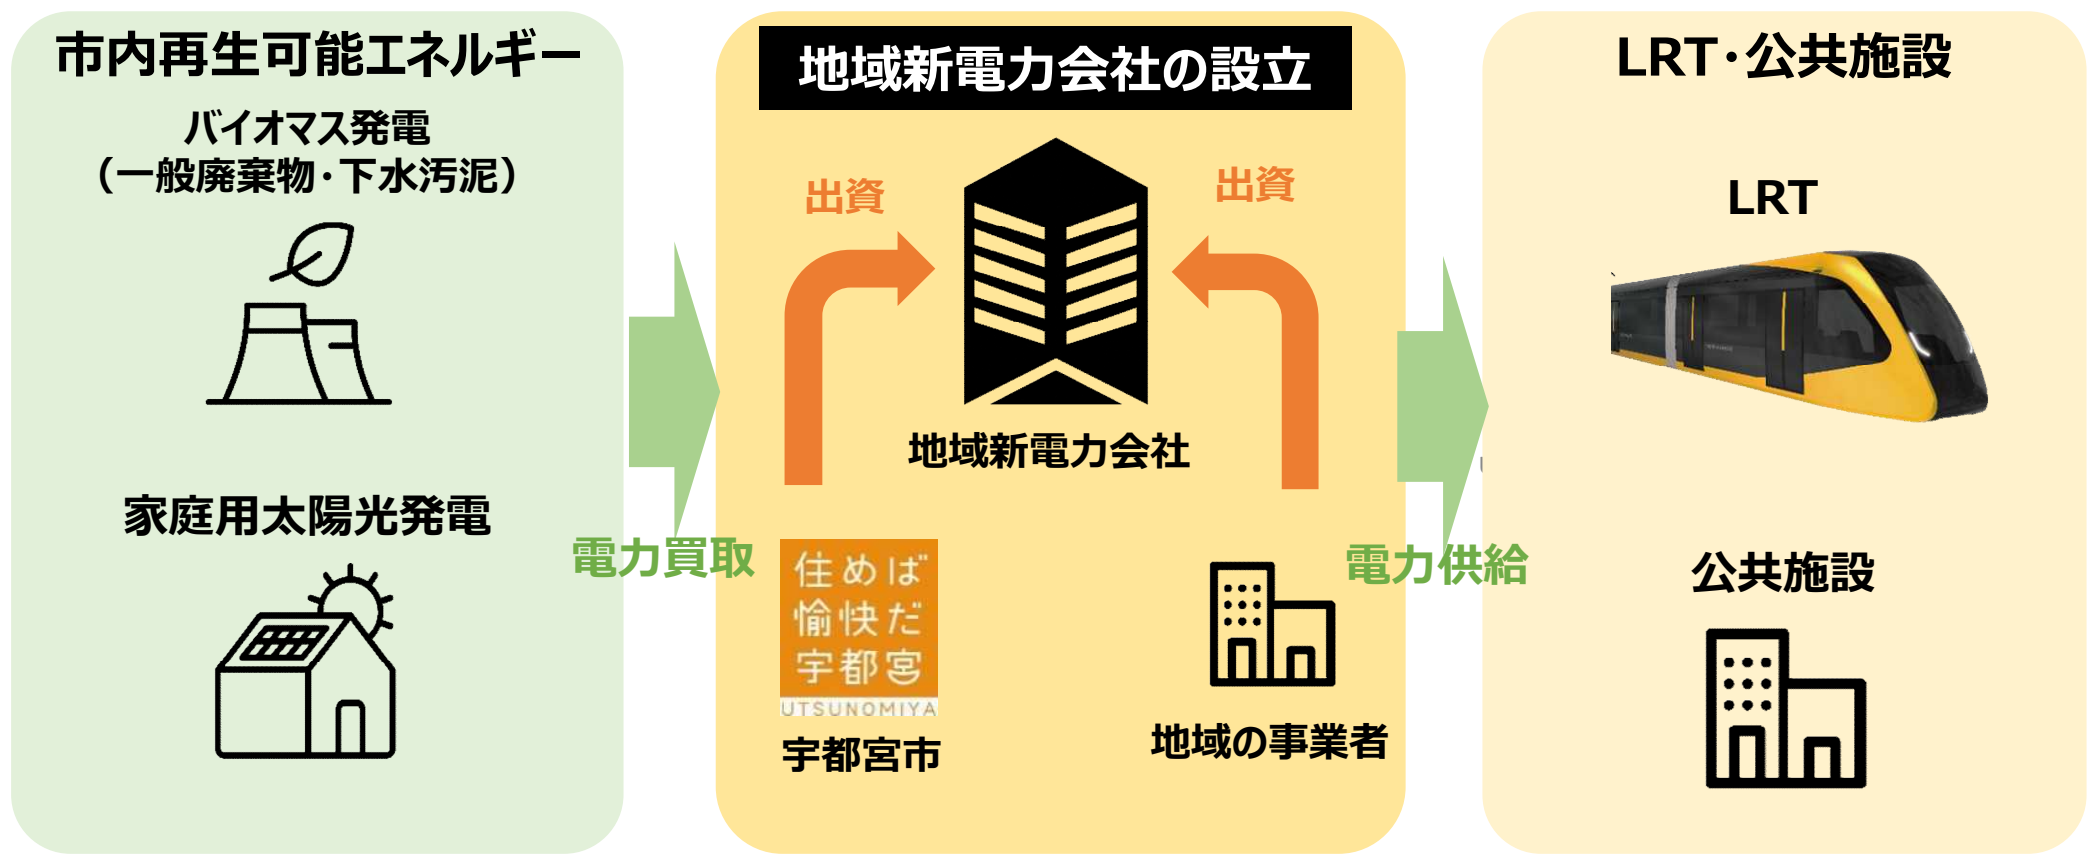 市内再生可能エネルギー
バイオマス発電
（一般廃棄物・下水汚泥）
家庭用太陽光発電
電力買取
地域新電力会社の設立
出資
出資
地域新電力会社
住めば
愉快だ
宇都宮
UTSUNOMIYA
宇都宮市
地域の事業者
電力供給
LRT・公共施設
LRT
公共施設